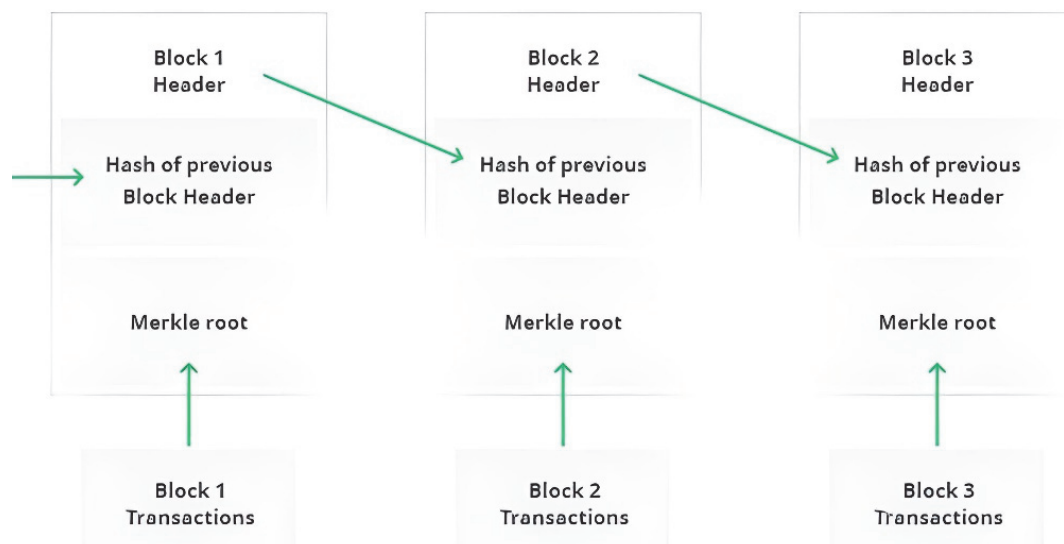 Block 1
Header
Hash of previous
Block Header
Merkle root
Block 1
Transactions
Block 2
Header
Hash of previous
Block Header
Merkle root
Block 2
Transactions
Block 3
Header
Hash of previous
Block Header
Merkle root
Block 3
Transactions